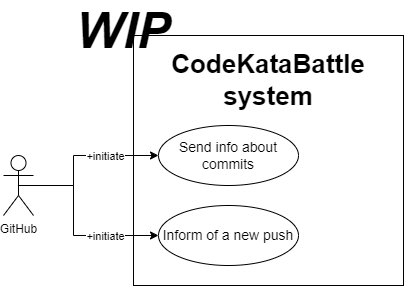 WIP
CodeKataBattle
system
+initiate
Send info about
commits
GitHub
+initiate
Inform of a new push